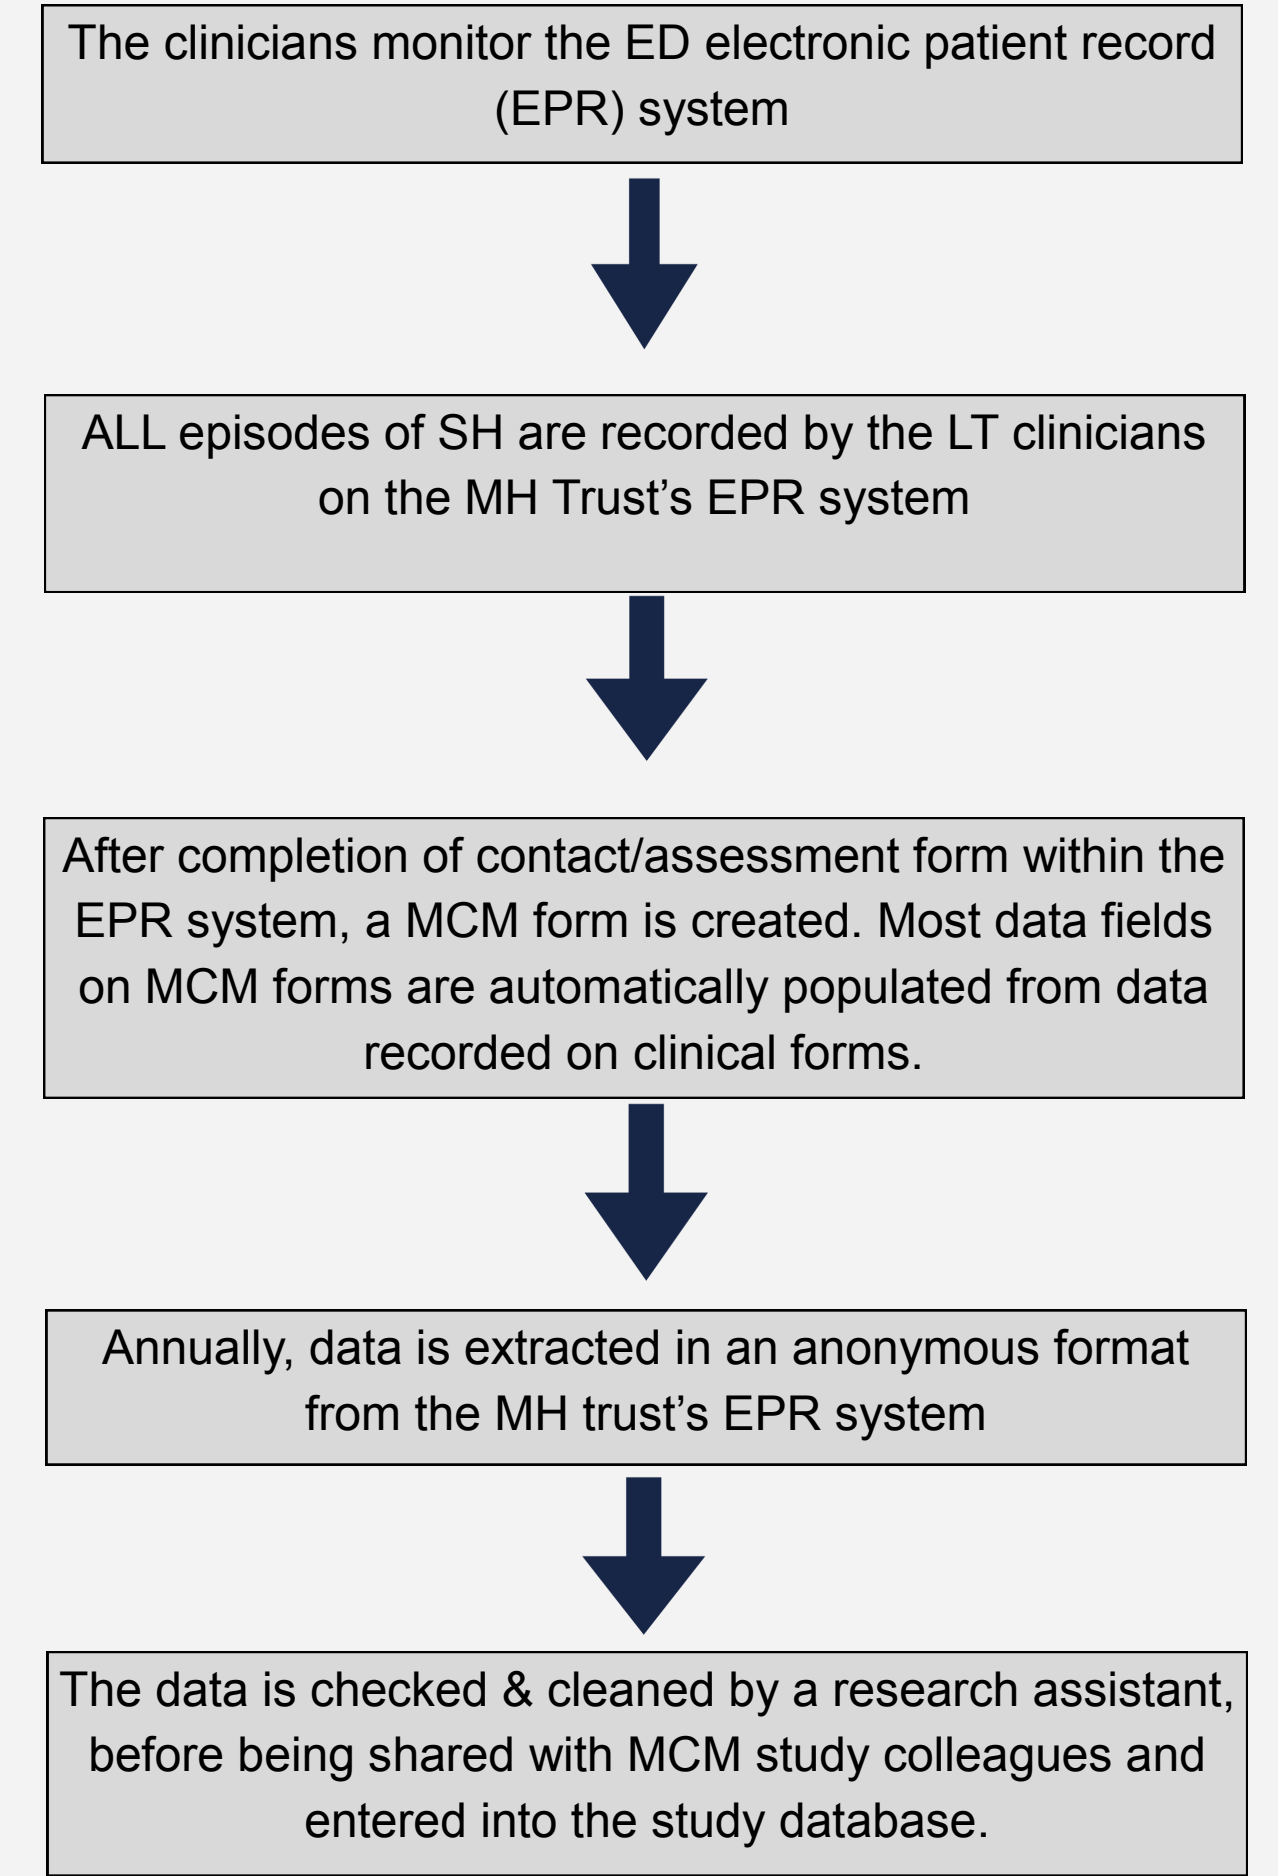 The clinicians monitor the ED electronic patient record
(EPR) system
ALL episodes of SH are recorded by the LT clinicians
on the MH Trust’s EPR system
After completion of contact/assessment form within the
EPR system, a MCM form is created. Most data fields
on MCM forms are automatically populated from data
recorded on clinical forms.
Annually, data is extracted in an anonymous format
from the MH trust’s EPR system
The data is checked & cleaned by a research assistant,
before being shared with MCM study colleagues and
entered into the study database.